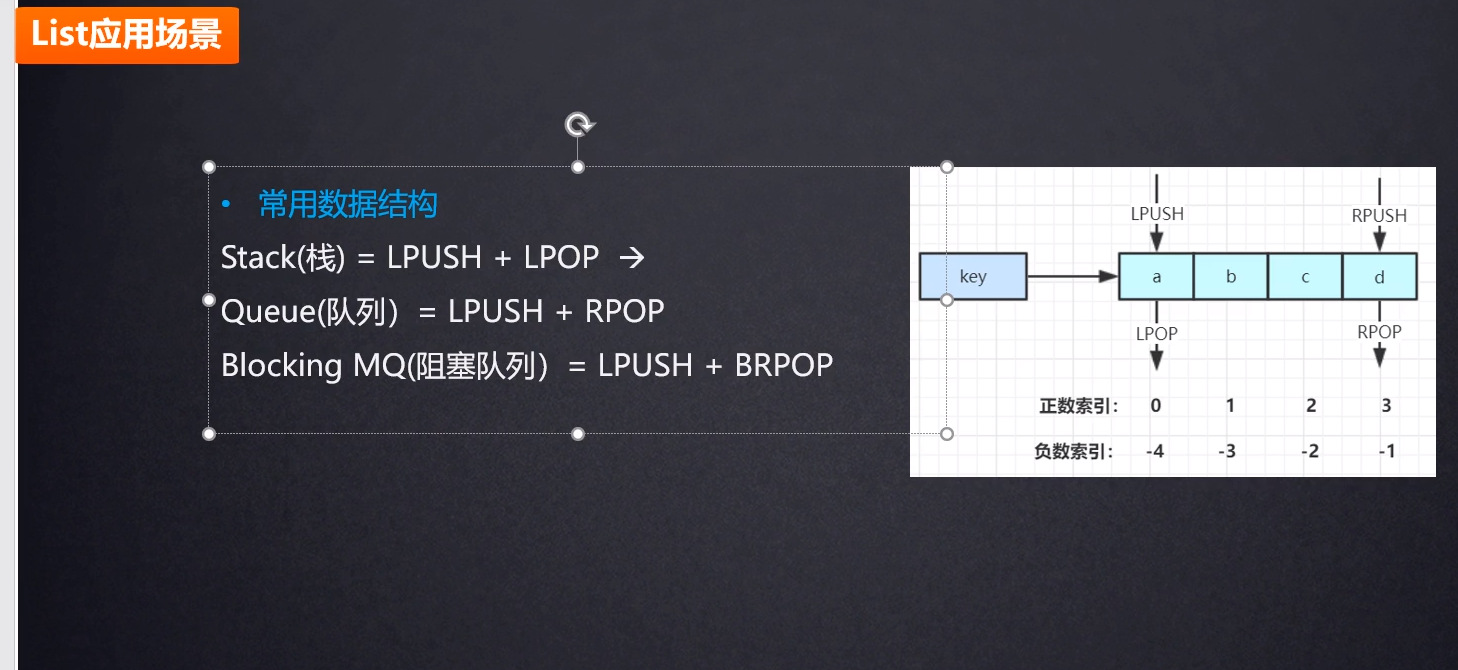 List应用场景
• 常用数据结构
Stack(栈) = LPUSH + LPOP →
Queue(队列）= LPUSH + RPOP
Blocking MQ(阻塞队列）= LPUSH + BRPOP
LPUSH RPUSH
key a b c d
LPOP RPOP
正数索引： 0 1 2 3
负数索引： -4 -3 -2 -1